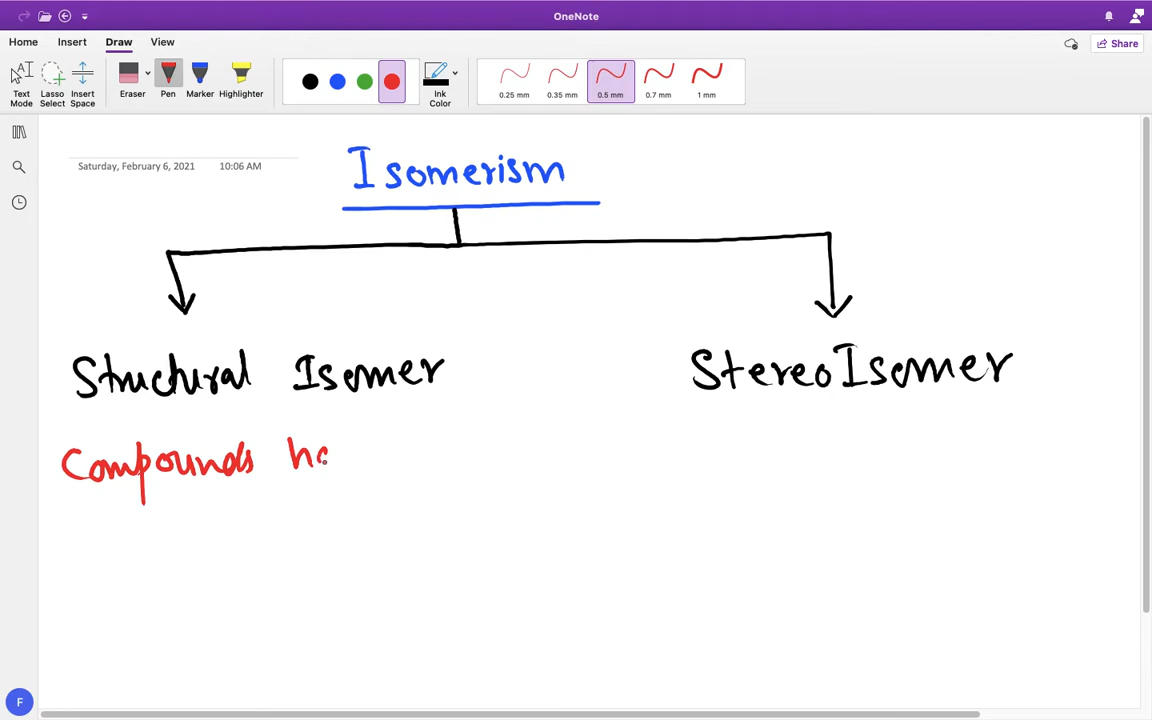 OneNote
Home Insert Draw View
Share
Text Mode
Lasso Select
Insert Space
Eraser
Pen
Marker
Highlighter
Ink Color
0.25 mm 0.35 mm 0.5 mm 0.7 mm 1 mm
Saturday, February 6, 2021 10:06 AM
Isomerism
Structural Isomer
StereoIsomer
Compounds ha
F